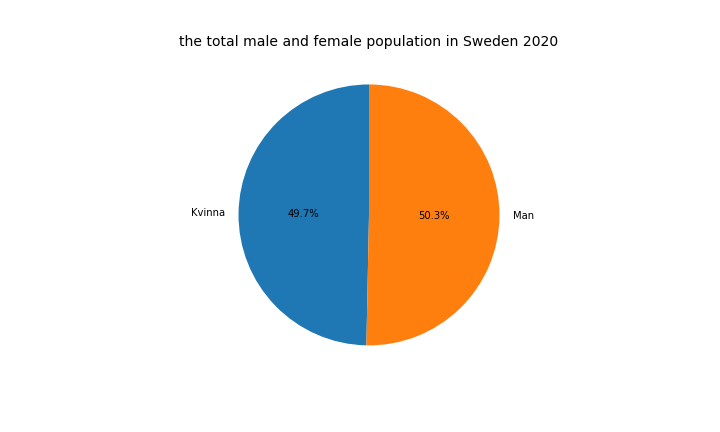 the total male and female population in Sweden 2020
Kvinna
49.7%
50.3%
Man